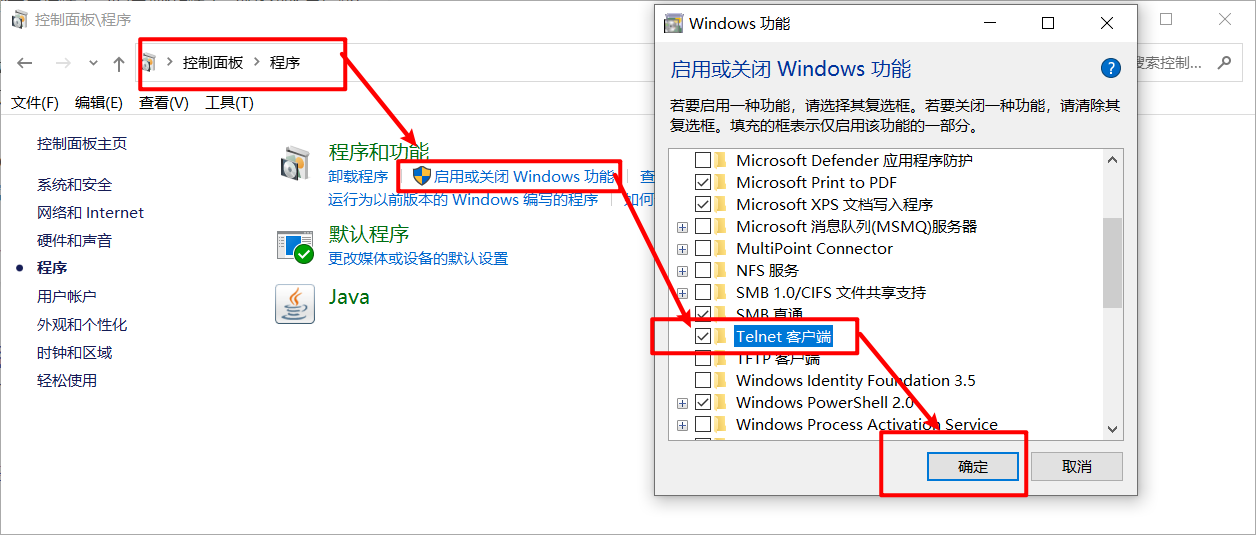 控制面板\程序
控制面板 > 程序
搜索控制...
文件(F) 编辑(E) 查看(V) 工具(T)
控制面板主页
系统和安全
网络和 Internet
硬件和声音
程序
用户帐户
外观和个性化
时钟和区域
轻松使用
程序和功能
卸载程序 启用或关闭 Windows 功能 查
运行为以前版本的 Windows 编写的程序 如何
默认程序
更改媒体或设备的默认设置
Java
Windows 功能
启用或关闭 Windows 功能
若要启用一种功能，请选择其复选框。若要关闭一种功能，请清除其
复选框。填充的框表示仅启用该功能的一部分。
Microsoft Defender 应用程序防护
Microsoft Print to PDF
Microsoft XPS 文档写入程序
Microsoft 消息队列(MSMQ)服务器
MultiPoint Connector
NFS 服务
SMB 1.0/CIFS 文件共享支持
SMB 直通
Telnet 客户端
TFTP 客户端
Windows Identity Foundation 3.5
Windows PowerShell 2.0
Windows Process Activation Service
确定 取消